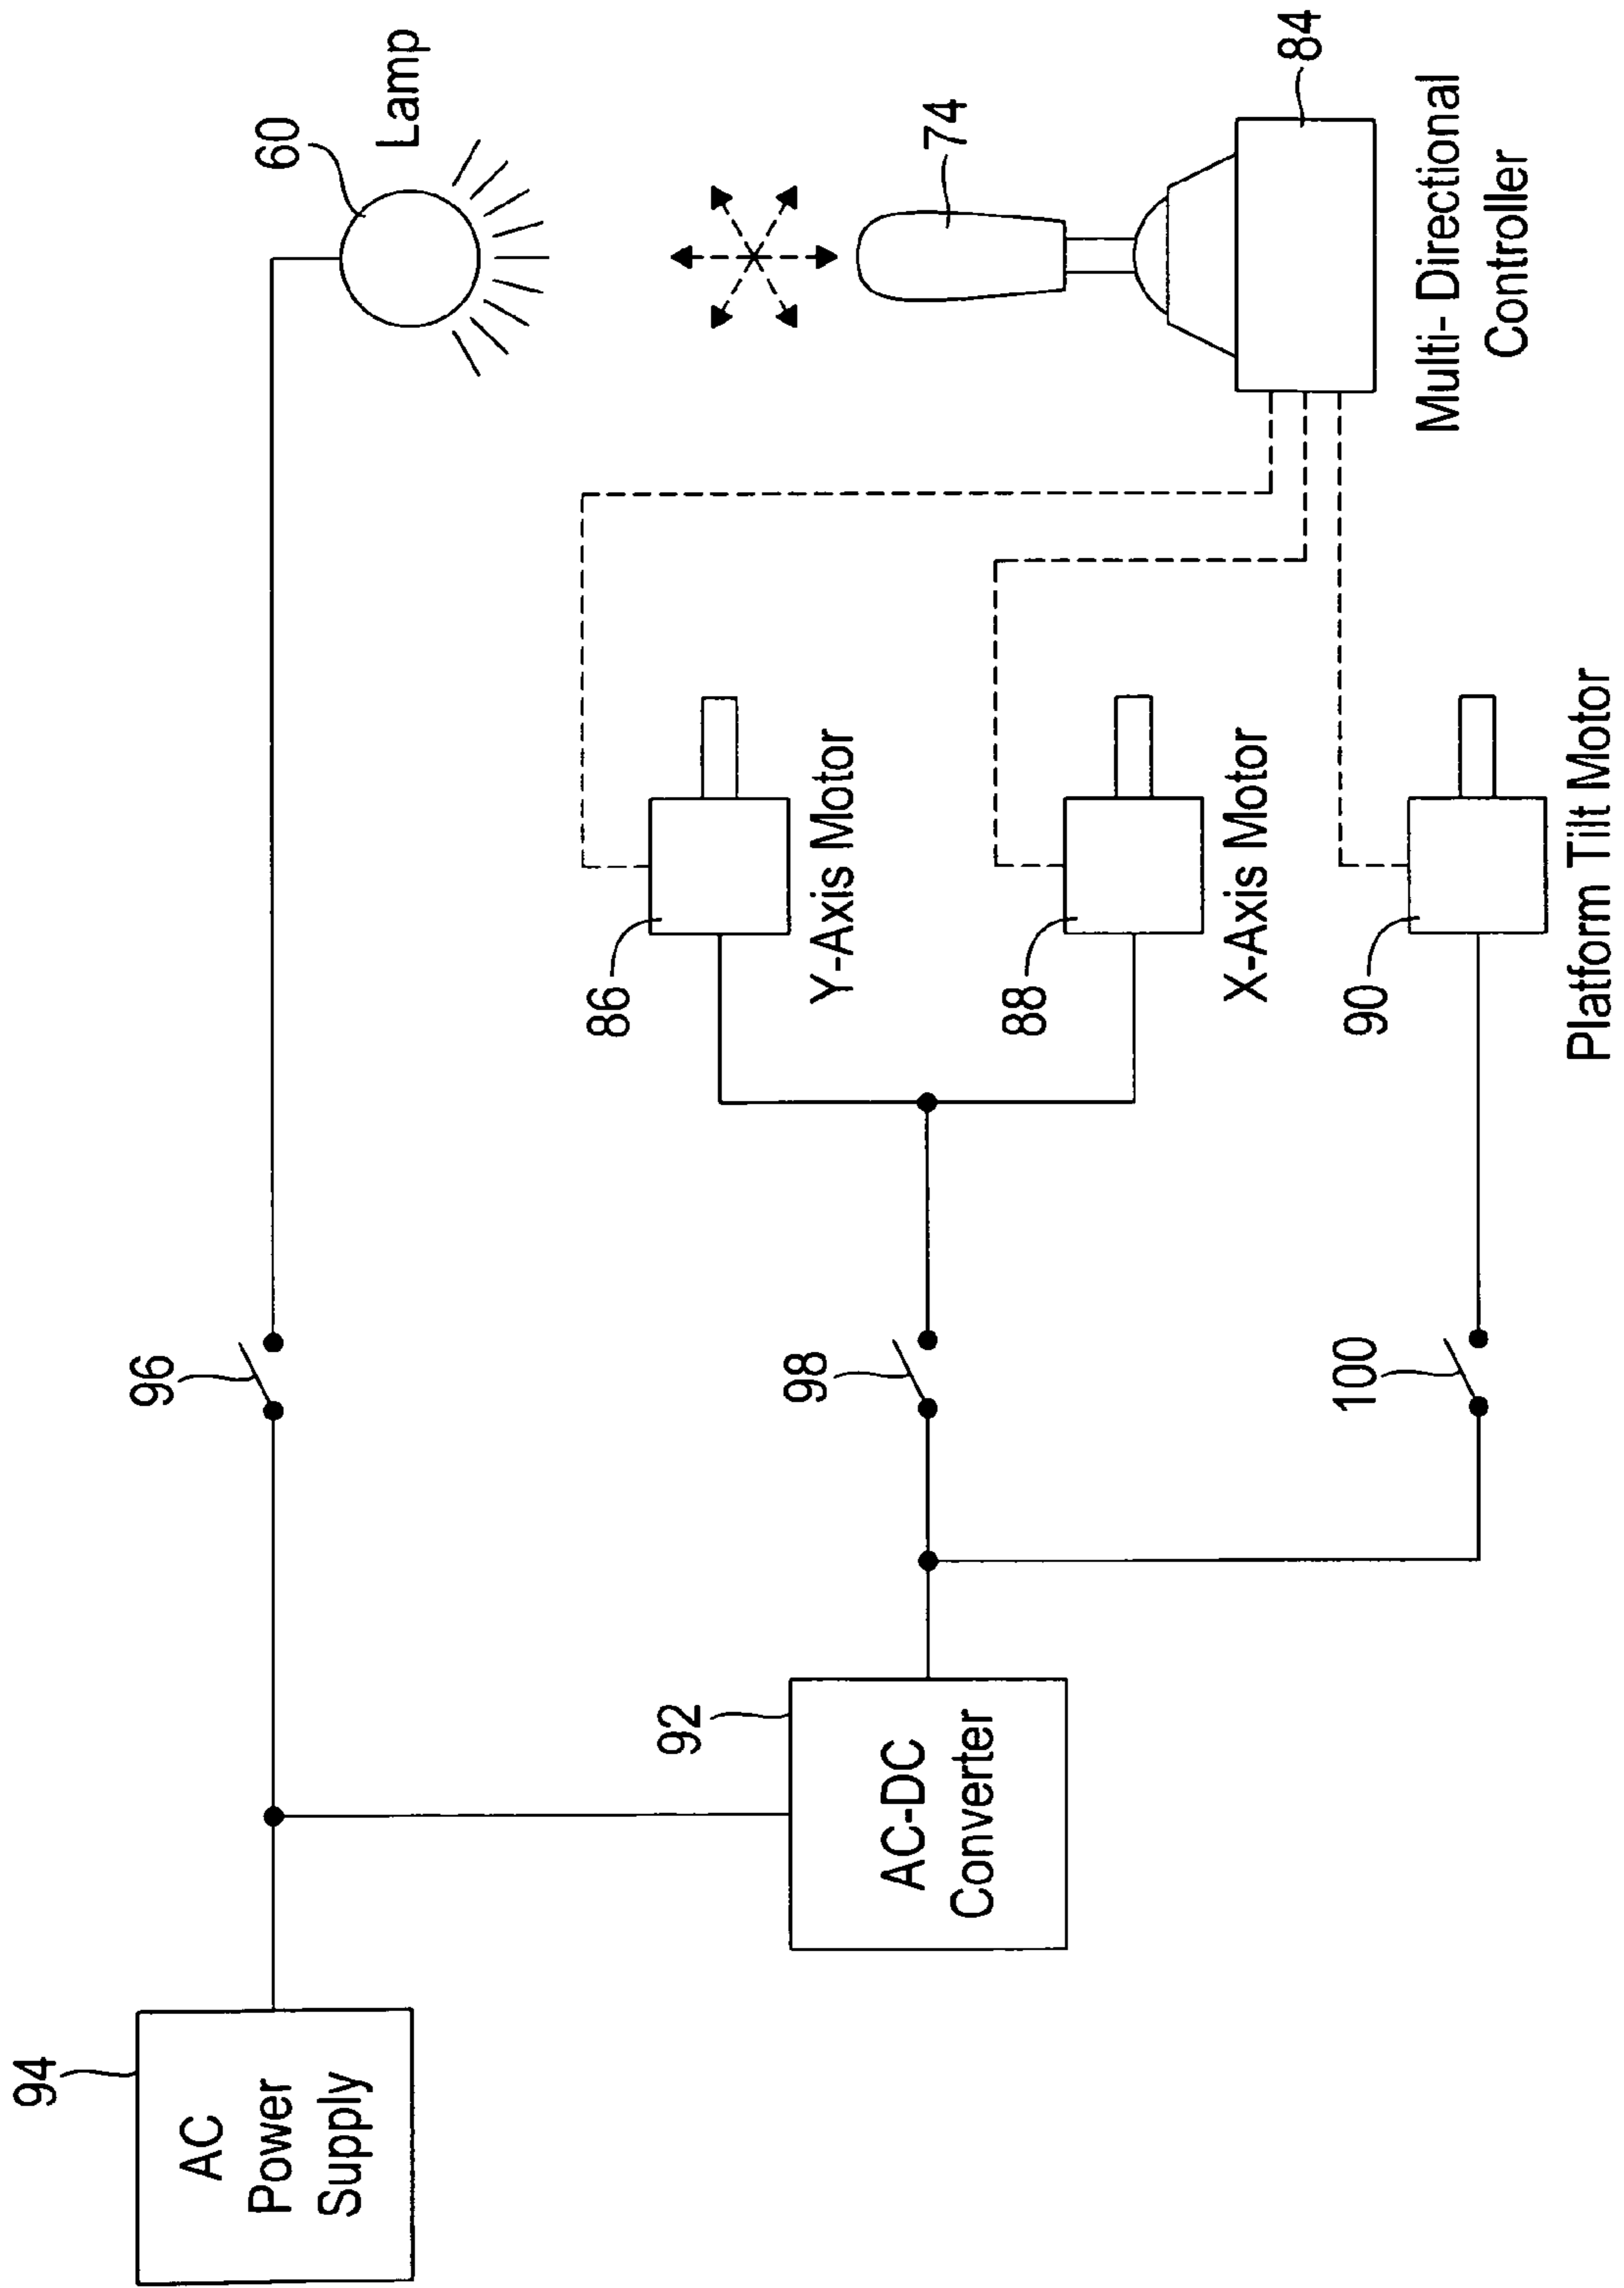 94
AC
Power
Supply
96
60
Lamp
92
AC-DC
Converter
98
100
86
Y-Axis Motor
88
X-Axis Motor
90
Platform Tilt Motor
74
84
Multi- Directional
Controller